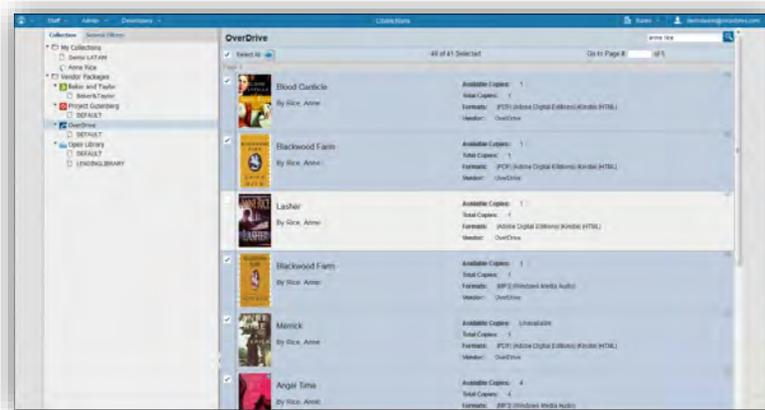 Staff Admin Developers
Collections
Collection Search Filters
My Collections
Demo LATAM
Anne Rice
Vendor Packages
Baker and Taylor
Baker&Taylor
Project Gutenberg
DEFAULT
OverDrive
DEFAULT
Open Library
DEFAULT
LENDINGLIBRARY
OverDrive
anne rice
Select All
40 of 41 Selected
Go to Page #: of 5
Blood Canticle
By Rice, Anne
Available Copies: 1
Total Copies: 1
Formats: (PDF) (Adobe Digital Editions) (Kindle) (HTML)
Vendor: OverDrive
Blackwood Farm
By Rice, Anne
Available Copies: 1
Total Copies: 1
Formats: (PDF) (Adobe Digital Editions) (Kindle) (HTML)
Vendor: OverDrive
Lasher
By Rice, Anne
Available Copies: 1
Total Copies: 1
Formats: (Adobe Digital Editions) (Kindle) (HTML)
Vendor: OverDrive
Blackwood Farm
By Rice, Anne
Available Copies: 1
Total Copies: 1
Formats: (MP3) (Windows Media Audio)
Vendor: OverDrive
Merrick
By Rice, Anne
Available Copies: Unavailable
Total Copies: 1
Formats: (PDF) (Adobe Digital Editions) (Kindle) (HTML)
Vendor: OverDrive
Angel Time
By Rice, Anne
Available Copies: 4
Total Copies: 4
Formats: (MP3) (Windows Media Audio)